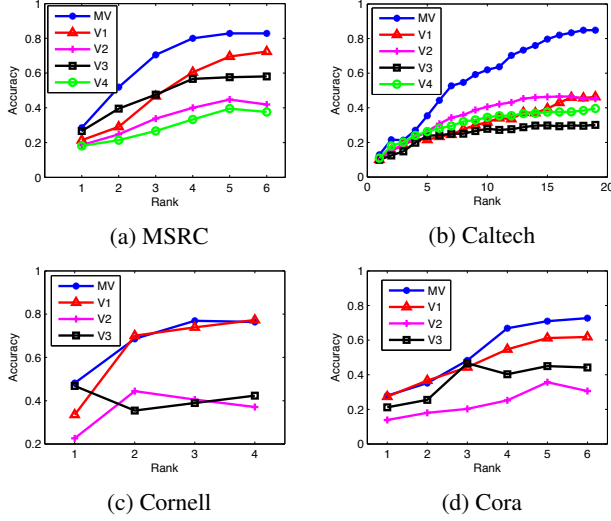 1
0.8
0.6
0.4
0.2
0
Accuracy
MV
V1
V2
V3
V4
1 2 3 4 5 6
Rank
(a) MSRC
1
0.8
0.6
0.4
0.2
0
Accuracy
MV
V1
V2
V3
V4
0 5 10 15 20
Rank
(b) Caltech
1
0.8
0.6
0.4
0.2
Accuracy
MV
V1
V2
V3
1 2 3 4
Rank
(c) Cornell
1
0.8
0.6
0.4
0.2
0
Accuracy
MV
V1
V2
V3
1 2 3 4 5 6
Rank
(d) Cora